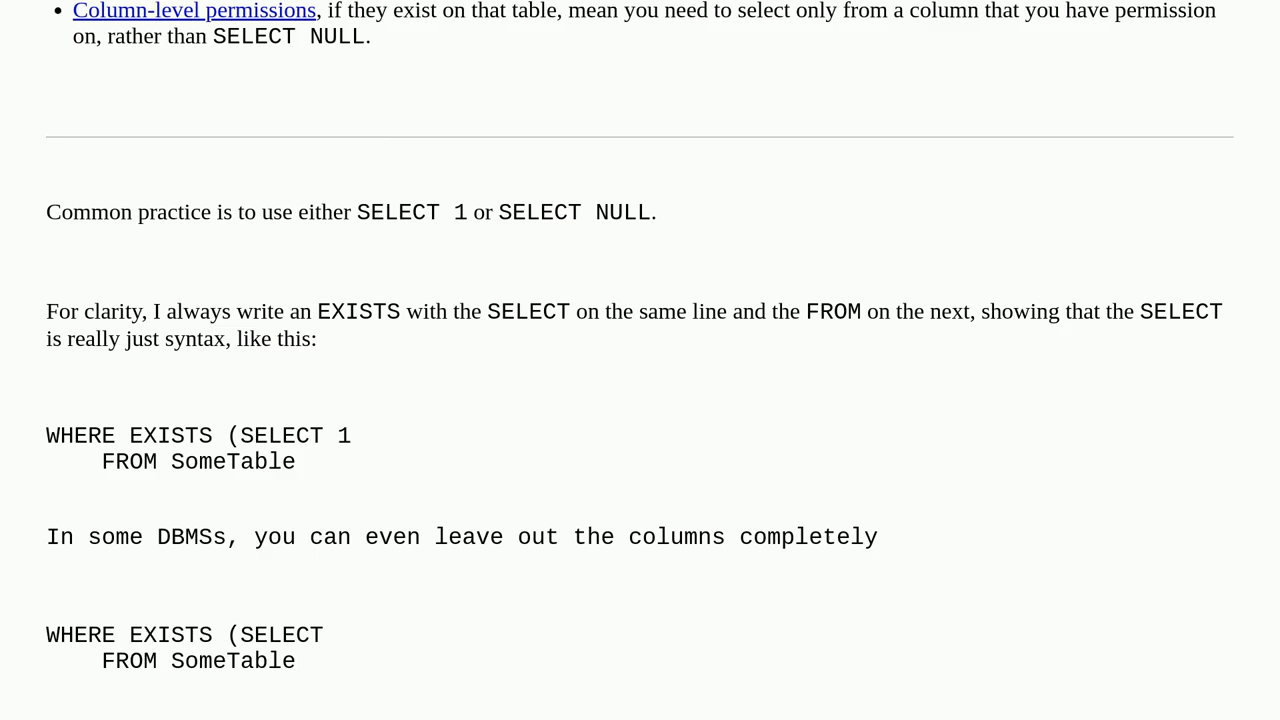 Column-level permissions, if they exist on that table, mean you need to select only from a column that you have permission
on, rather than SELECT NULL.
Common practice is to use either SELECT 1 or SELECT NULL.
For clarity, I always write an EXISTS with the SELECT on the same line and the FROM on the next, showing that the SELECT
is really just syntax, like this:
WHERE EXISTS (SELECT 1
    FROM SomeTable
In some DBMSs, you can even leave out the columns completely
WHERE EXISTS (SELECT
    FROM SomeTable